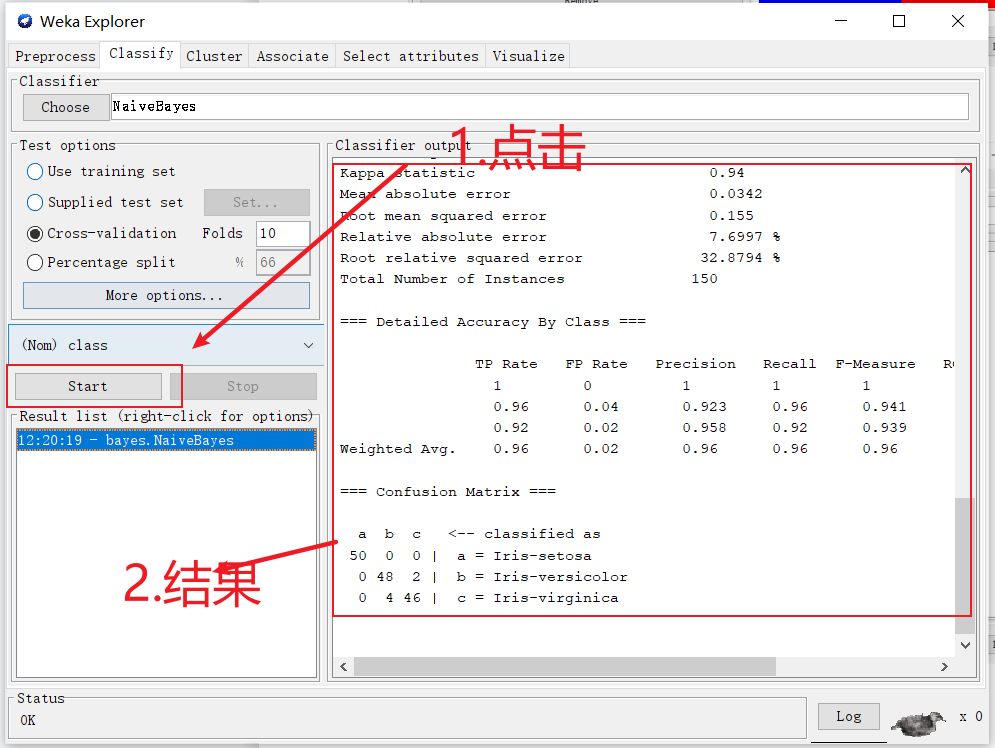 Weka Explorer
Preprocess Classify Cluster Associate Select attributes Visualize
Classifier
Choose NaiveBayes
Test options
Use training set
Supplied test set Set...
Cross-validation Folds 10
Percentage split % 66
More options...
(Nom) class
Start Stop
Result list (right-click for options)
12:20:19 - bayes.NaiveBayes
1.点击
2.结果
Classifier output
Kappa statistic 0.94
Mean absolute error 0.0342
Root mean squared error 0.155
Relative absolute error 7.6997 %
Root relative squared error 32.8794 %
Total Number of Instances 150
=== Detailed Accuracy By Class ===
TP Rate FP Rate Precision Recall F-Measure
1 0 1 1 1
0.96 0.04 0.923 0.96 0.941
0.92 0.02 0.958 0.92 0.939
Weighted Avg. 0.96 0.02 0.96 0.96 0.96
=== Confusion Matrix ===
a b c <-- classified as
50 0 0 | a = Iris-setosa
0 48 2 | b = Iris-versicolor
0 4 46 | c = Iris-virginica
Status
OK
Log x 0